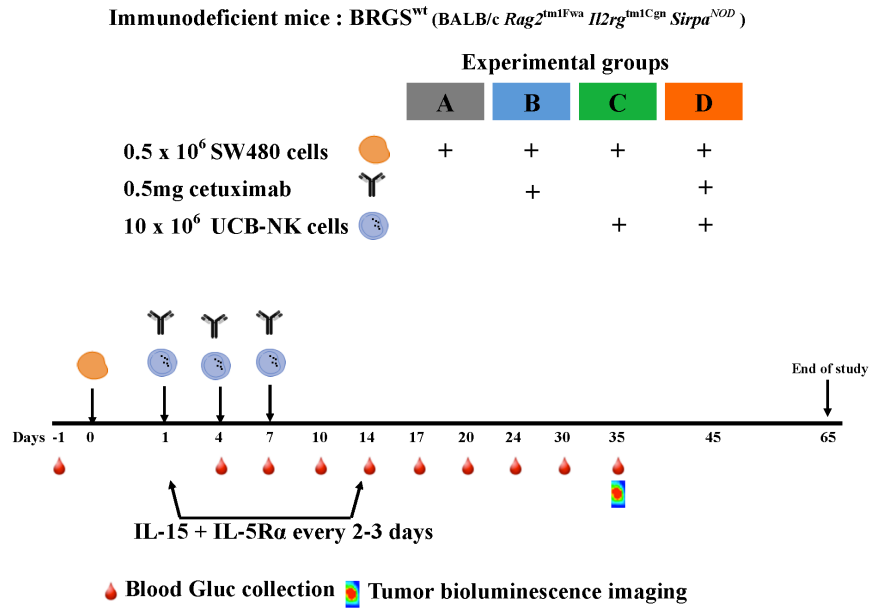 Immunodeficient mice : BRGSwt (BALB/c Rag2tm1Fwa Il2rgtm1Cgn SirpaNOD )
Experimental groups
A B C D
0.5 x 106 SW480 cells + + + +
0.5mg cetuximab + +
10 x 106 UCB-NK cells + +
End of study
Days -1 0 1 4 7 10 14 17 20 24 30 35 45 65
IL-15 + IL-5Rα every 2-3 days
Blood Gluc collection Tumor bioluminescence imaging